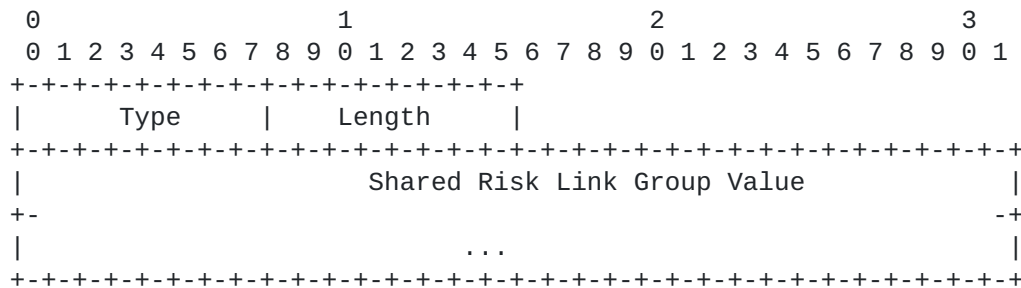 0                   1                   2                   3
 0 1 2 3 4 5 6 7 8 9 0 1 2 3 4 5 6 7 8 9 0 1 2 3 4 5 6 7 8 9 0 1
+-+-+-+-+-+-+-+-+-+-+-+-+-+-+-+-+
|      Type     |    Length     |
+-+-+-+-+-+-+-+-+-+-+-+-+-+-+-+-+-+-+-+-+-+-+-+-+-+-+-+-+-+-+-+-+
|                      Shared Risk Link Group Value             |
+-                                                             -+
|                            ...                                |
+-+-+-+-+-+-+-+-+-+-+-+-+-+-+-+-+-+-+-+-+-+-+-+-+-+-+-+-+-+-+-+-+